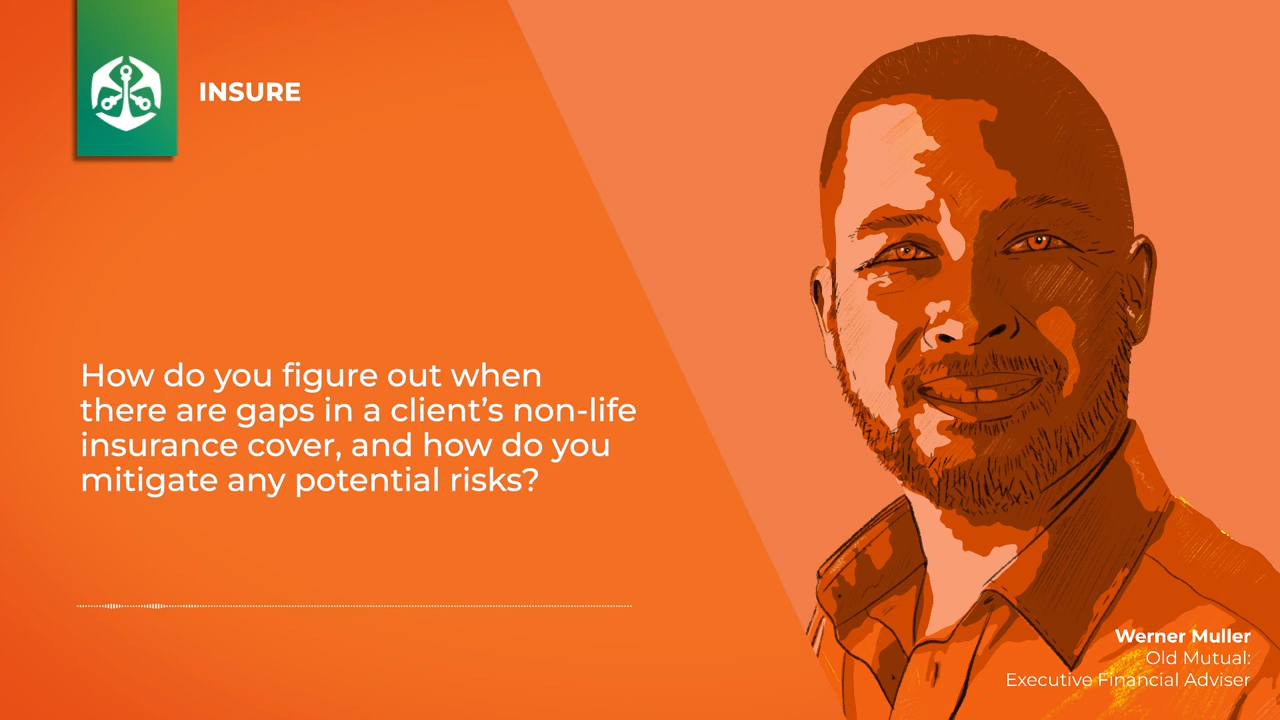 INSURE
How do you figure out when
there are gaps in a client’s non-life
insurance cover, and how do you
mitigate any potential risks?
Werner Muller
Old Mutual:
Executive Financial Adviser